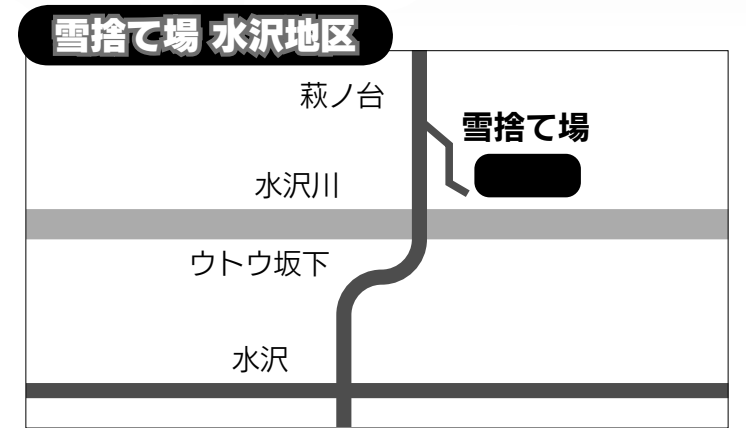 雪捨て場 水沢地区
萩ノ台
雪捨て場
水沢川
ウトウ坂下
水沢